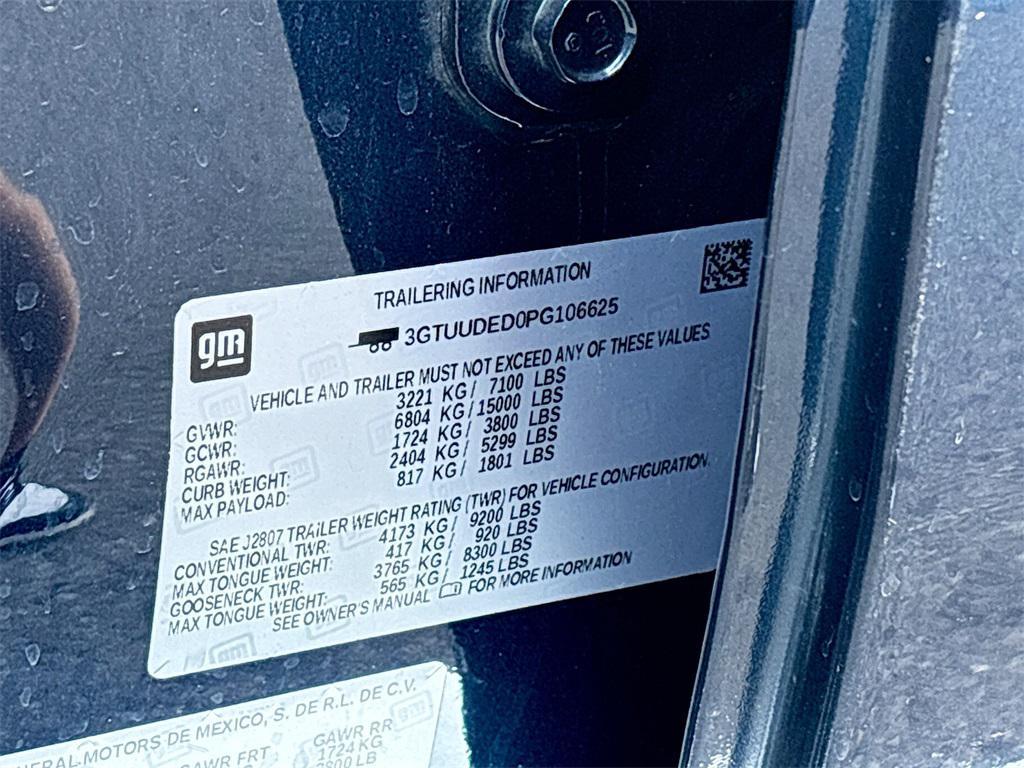 gm
TRAILERING INFORMATION
3GTUUDED0PG106625
VEHICLE AND TRAILER MUST NOT EXCEED ANY OF THESE VALUES
GVWR: 3221 KG/ 7100 LBS
GCWR: 6804 KG/15000 LBS
RGAWR: 1724 KG/ 3800 LBS
CURB WEIGHT: 2404 KG/ 5299 LBS
MAX PAYLOAD: 817 KG/ 1801 LBS
SAE J2807 TRAILER WEIGHT RATING (TWR) FOR VEHICLE CONFIGURATION.
CONVENTIONAL TWR: 4173 KG/ 9200 LBS
MAX TONGUE WEIGHT: 417 KG/ 920 LBS
GOOSENECK TWR: 3765 KG/ 8300 LBS
MAX TONGUE WEIGHT: 565 KG/ 1245 LBS
SEE OWNER'S MANUAL FOR MORE INFORMATION
MOTORS DE MEXICO, S. DE R.L. DE C.V.
GAWR FRT GAWR RR
1724 KG